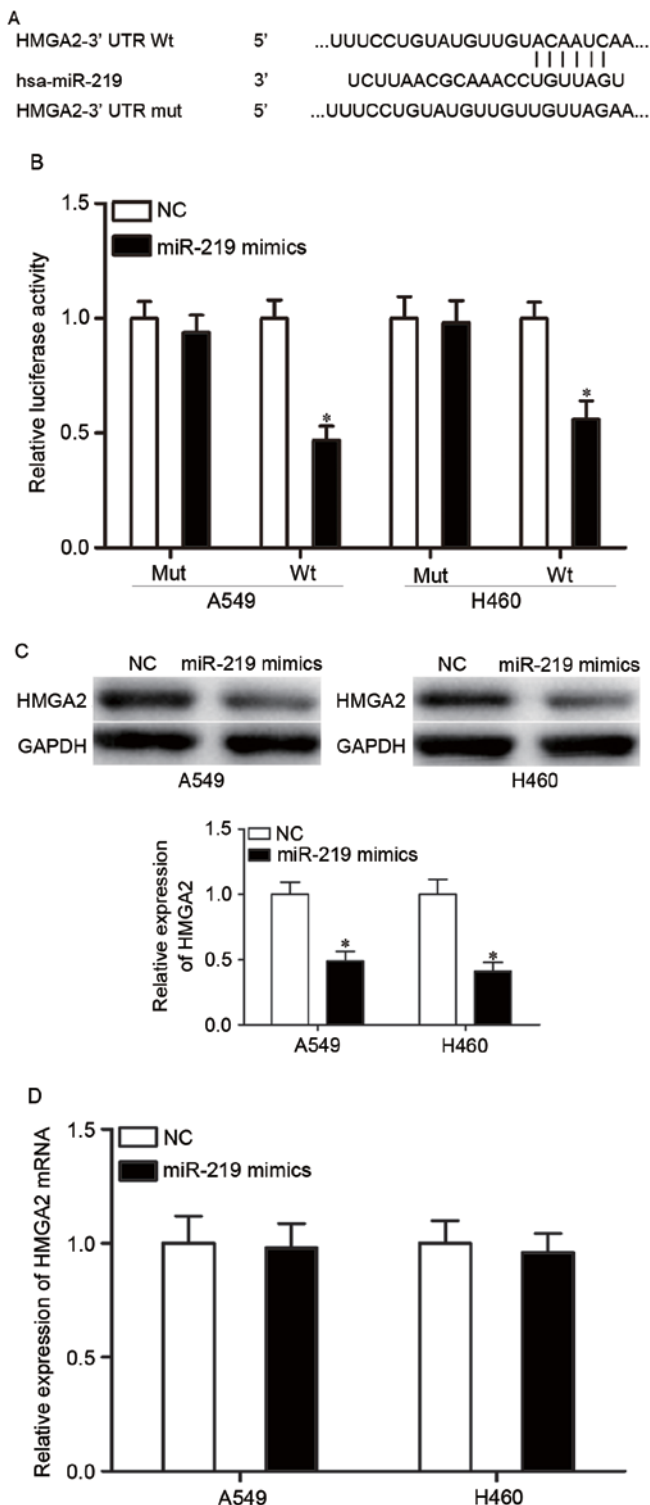 A
HMGA2-3' UTR Wt 5' ...UUUCCUGUAUGUUGUACAAUCAA...
hsa-miR-219 3' UCUUAACGCAAACCUGUUAGU
HMGA2-3' UTR mut 5' ...UUUCCUGUAUGUUGUUGUUAGAA...
B
1.5
NC
miR-219 mimics
1.0
* *
0.5
0.0
Relative luciferase activity
Mut Wt Mut Wt
A549 H460
C
NC miR-219 mimics NC miR-219 mimics
HMGA2 HMGA2
GAPDH GAPDH
A549 H460
1.5
NC
miR-219 mimics
1.0
* *
0.5
0.0
Relative expression
of HMGA2
A549 H460
D
1.5
NC
miR-219 mimics
1.0
0.5
0.0
Relative expression of HMGA2 mRNA
A549 H460